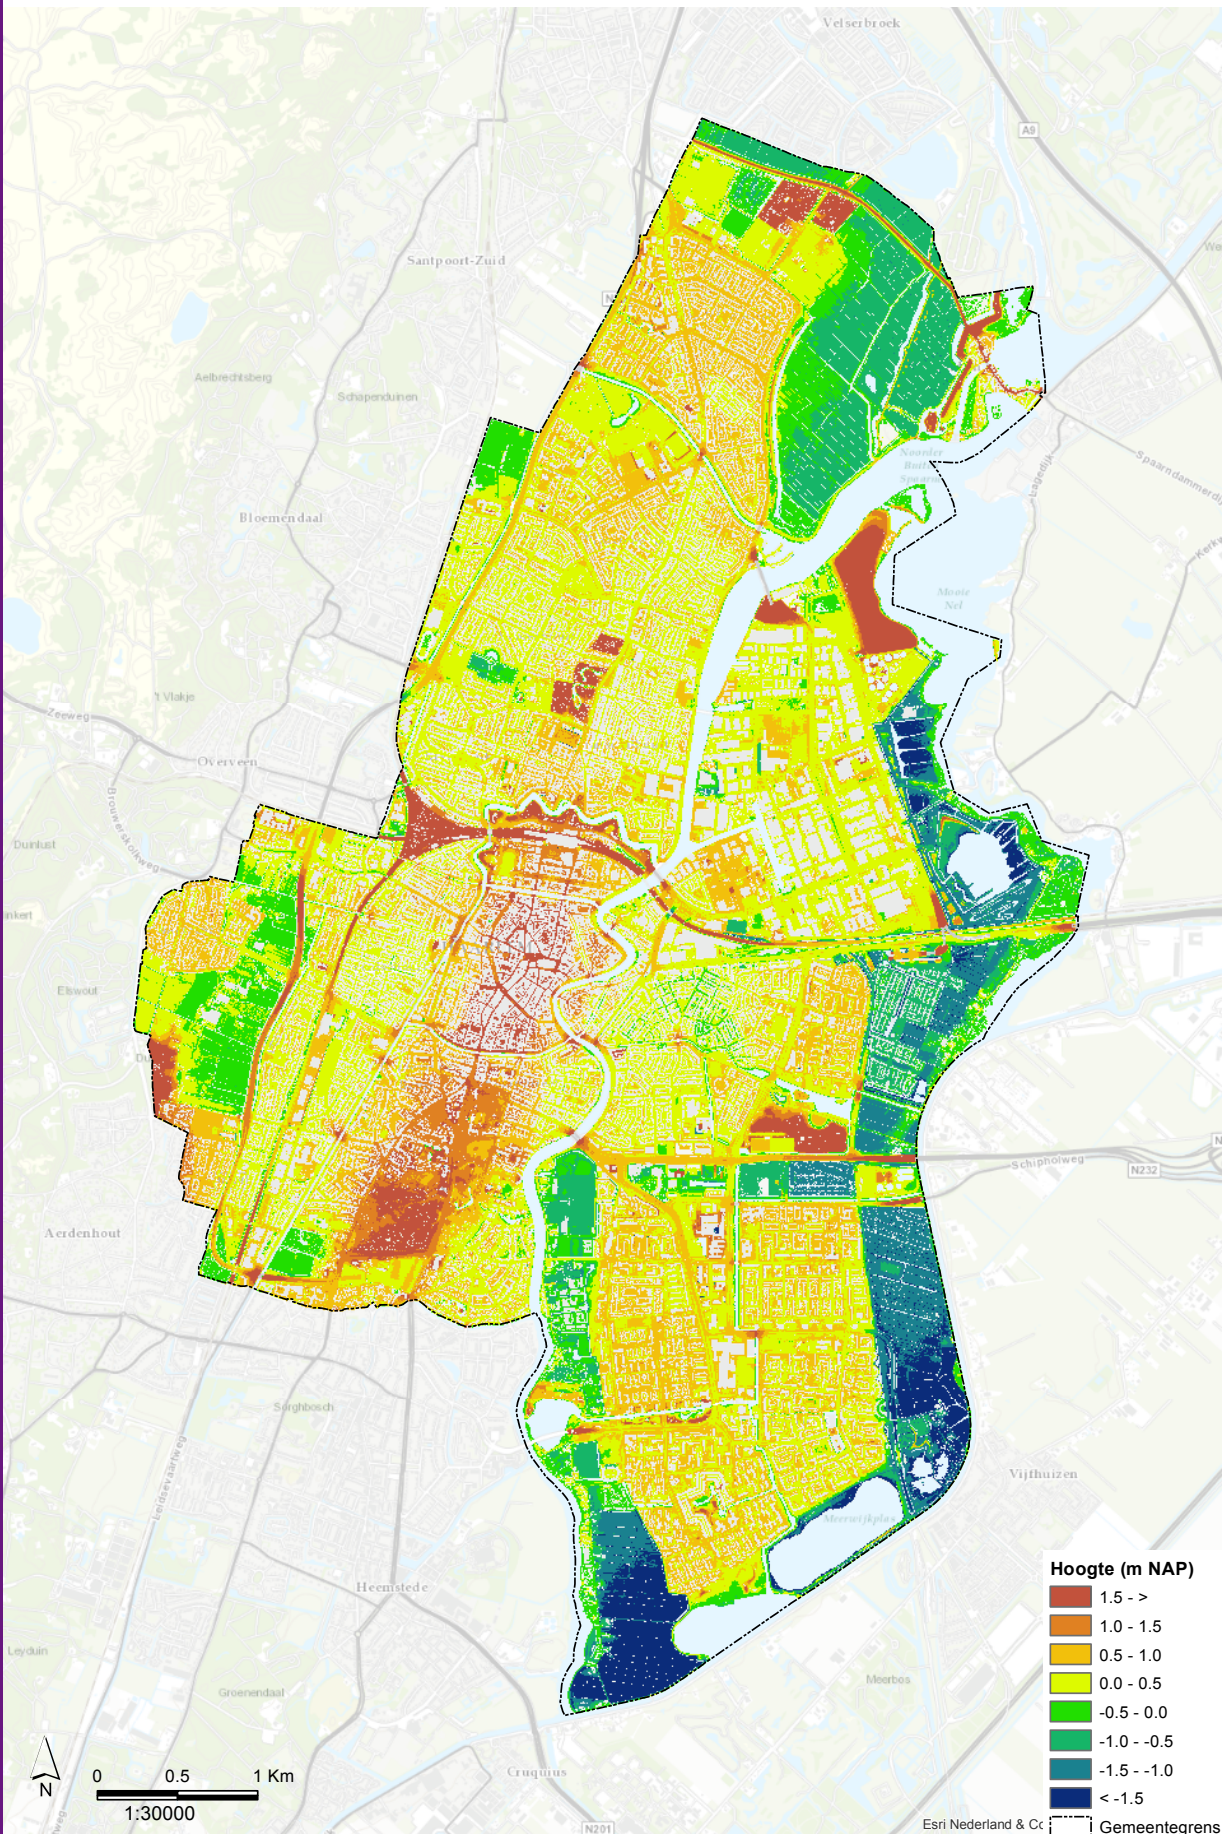 Velserbroek
A9
Santpoort-Zuid
Aelbrechtsberg
Schapenduinen
Noorder
Spaarndammerdijk
Lagedijk
Bloemendaal
Mooie
Nel
't Vlakje
Zeeweg
Overveen
Brouwerskolkweg
Duinlust
Elswout
Schipholweg
N232
Aerdenhout
Sorghbosch
Leidsevaartweg
Vijfhuizen
Meerwijkplas
Heemstede
Leyduin
Groenendaal
Meerbos
Cruquius
N201
Hoogte (m NAP)
1.5 - >
1.0 - 1.5
0.5 - 1.0
0.0 - 0.5
-0.5 - 0.0
-1.0 - -0.5
-1.5 - -1.0
< -1.5
Gemeentegrens
N
0 0.5 1 Km
1:30000
Esri Nederland & Co